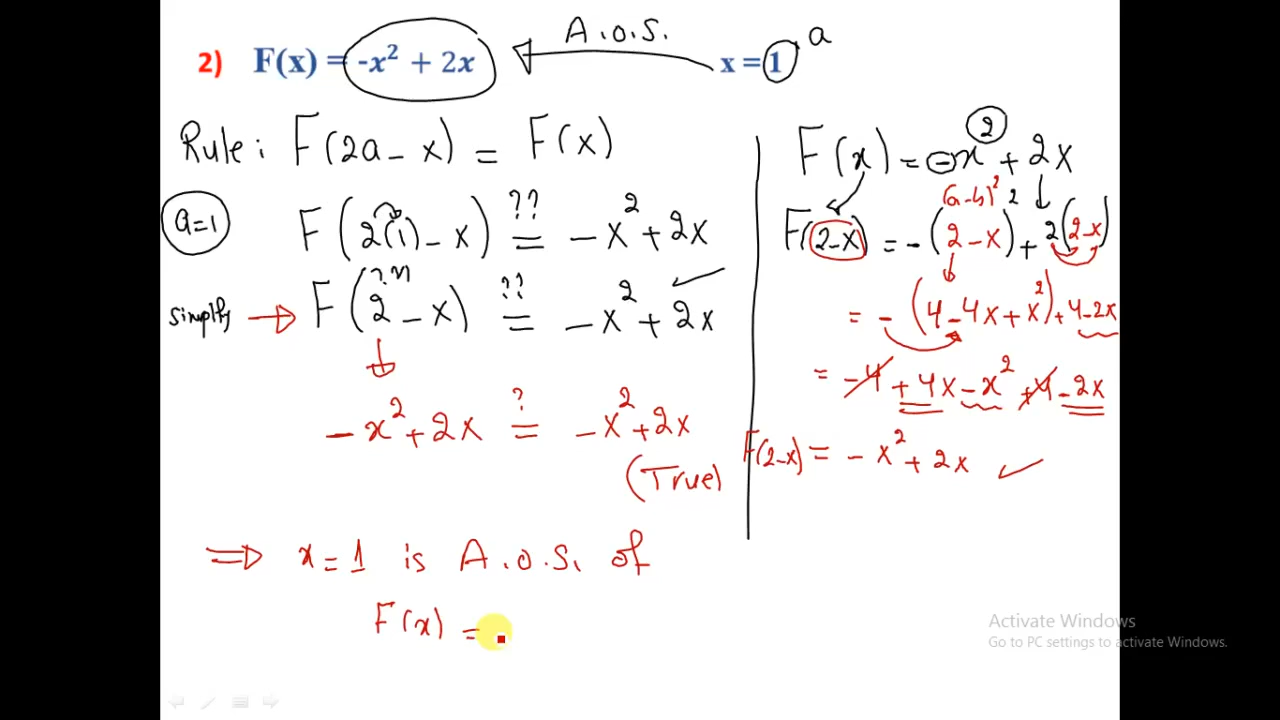 2) F(x) = -x² + 2x A.o.S. x = 1 a
Rule: F(2a - x) = F(x)
a=1 F(2(1) - x) ??= -x² + 2x
Simplify → F(2 - x) ??= -x² + 2x ✓
-x² + 2x ?= -x² + 2x
(True)
⇒ x = 1 is A.o.S. of
F(x) =
F(x) = -x² + 2x
(a-b)²
F(2-x) = -(2-x)² + 2(2-x)
= -(4-4x+x²)+4-2x
= -4+4x-x²+4-2x
F(2-x) = -x²+2x ✓
Activate Windows
Go to PC settings to activate Windows.